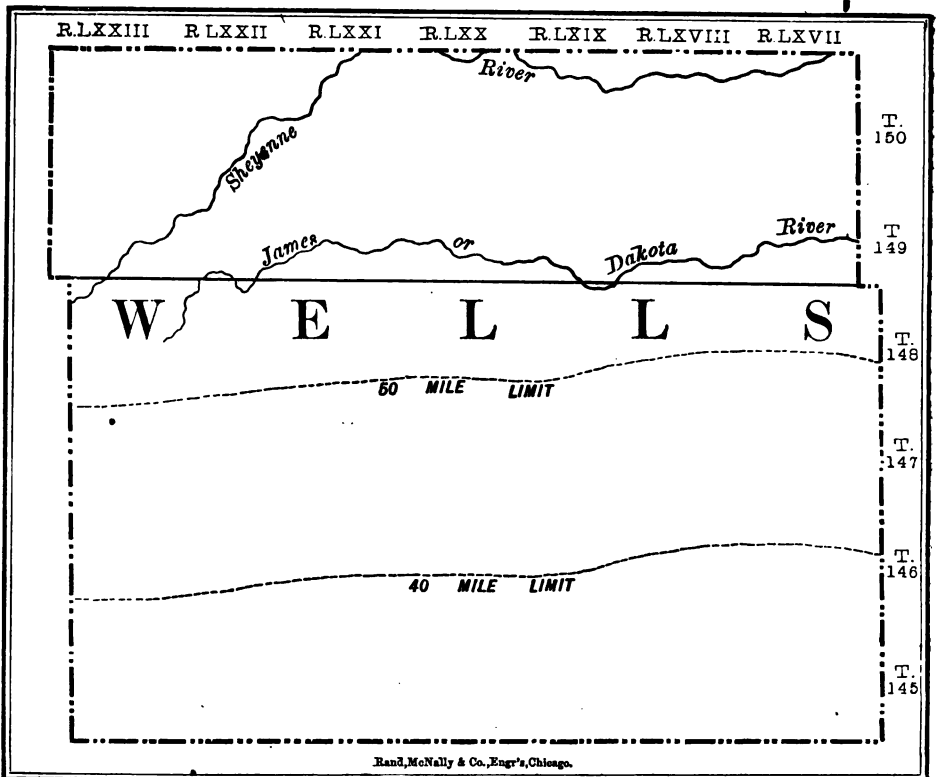 R.LXXIII R LXXII R.LXXI R.LXX R.LXIX R.LXVIII R.LXVII
River
T.
150
Sheyenne
James or Dakota River
T
149
W E L L S
T.
148
50 MILE LIMIT
T.
147
T.
146
40 MILE LIMIT
T.
145
Rand, McNally & Co., Engr's, Chicago.